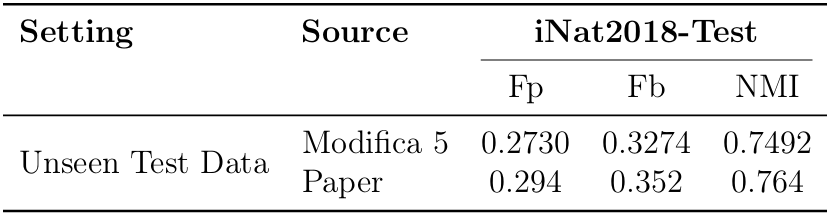 Setting Source iNat2018-Test
Fp Fb NMI
Unseen Test Data
Modifica 5 0.2730 0.3274 0.7492
Paper 0.294 0.352 0.764